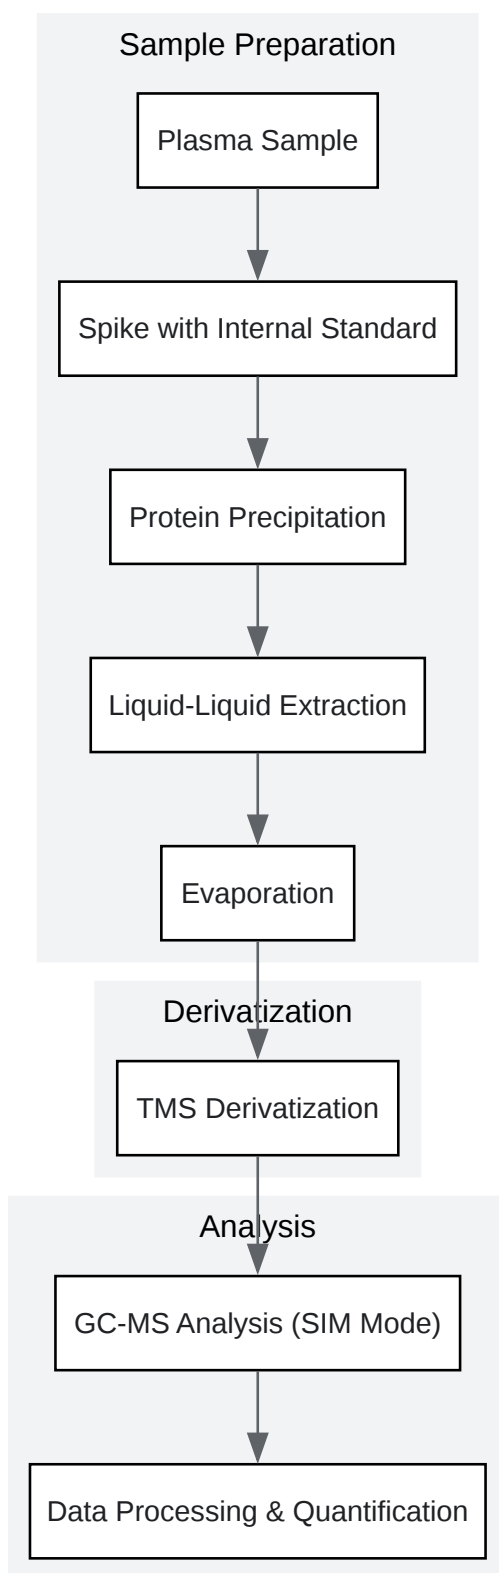 Sample Preparation
Plasma Sample
Spike with Internal Standard
Protein Precipitation
Liquid-Liquid Extraction
Evaporation
Derivatization
TMS Derivatization
Analysis
GC-MS Analysis (SIM Mode)
Data Processing & Quantification